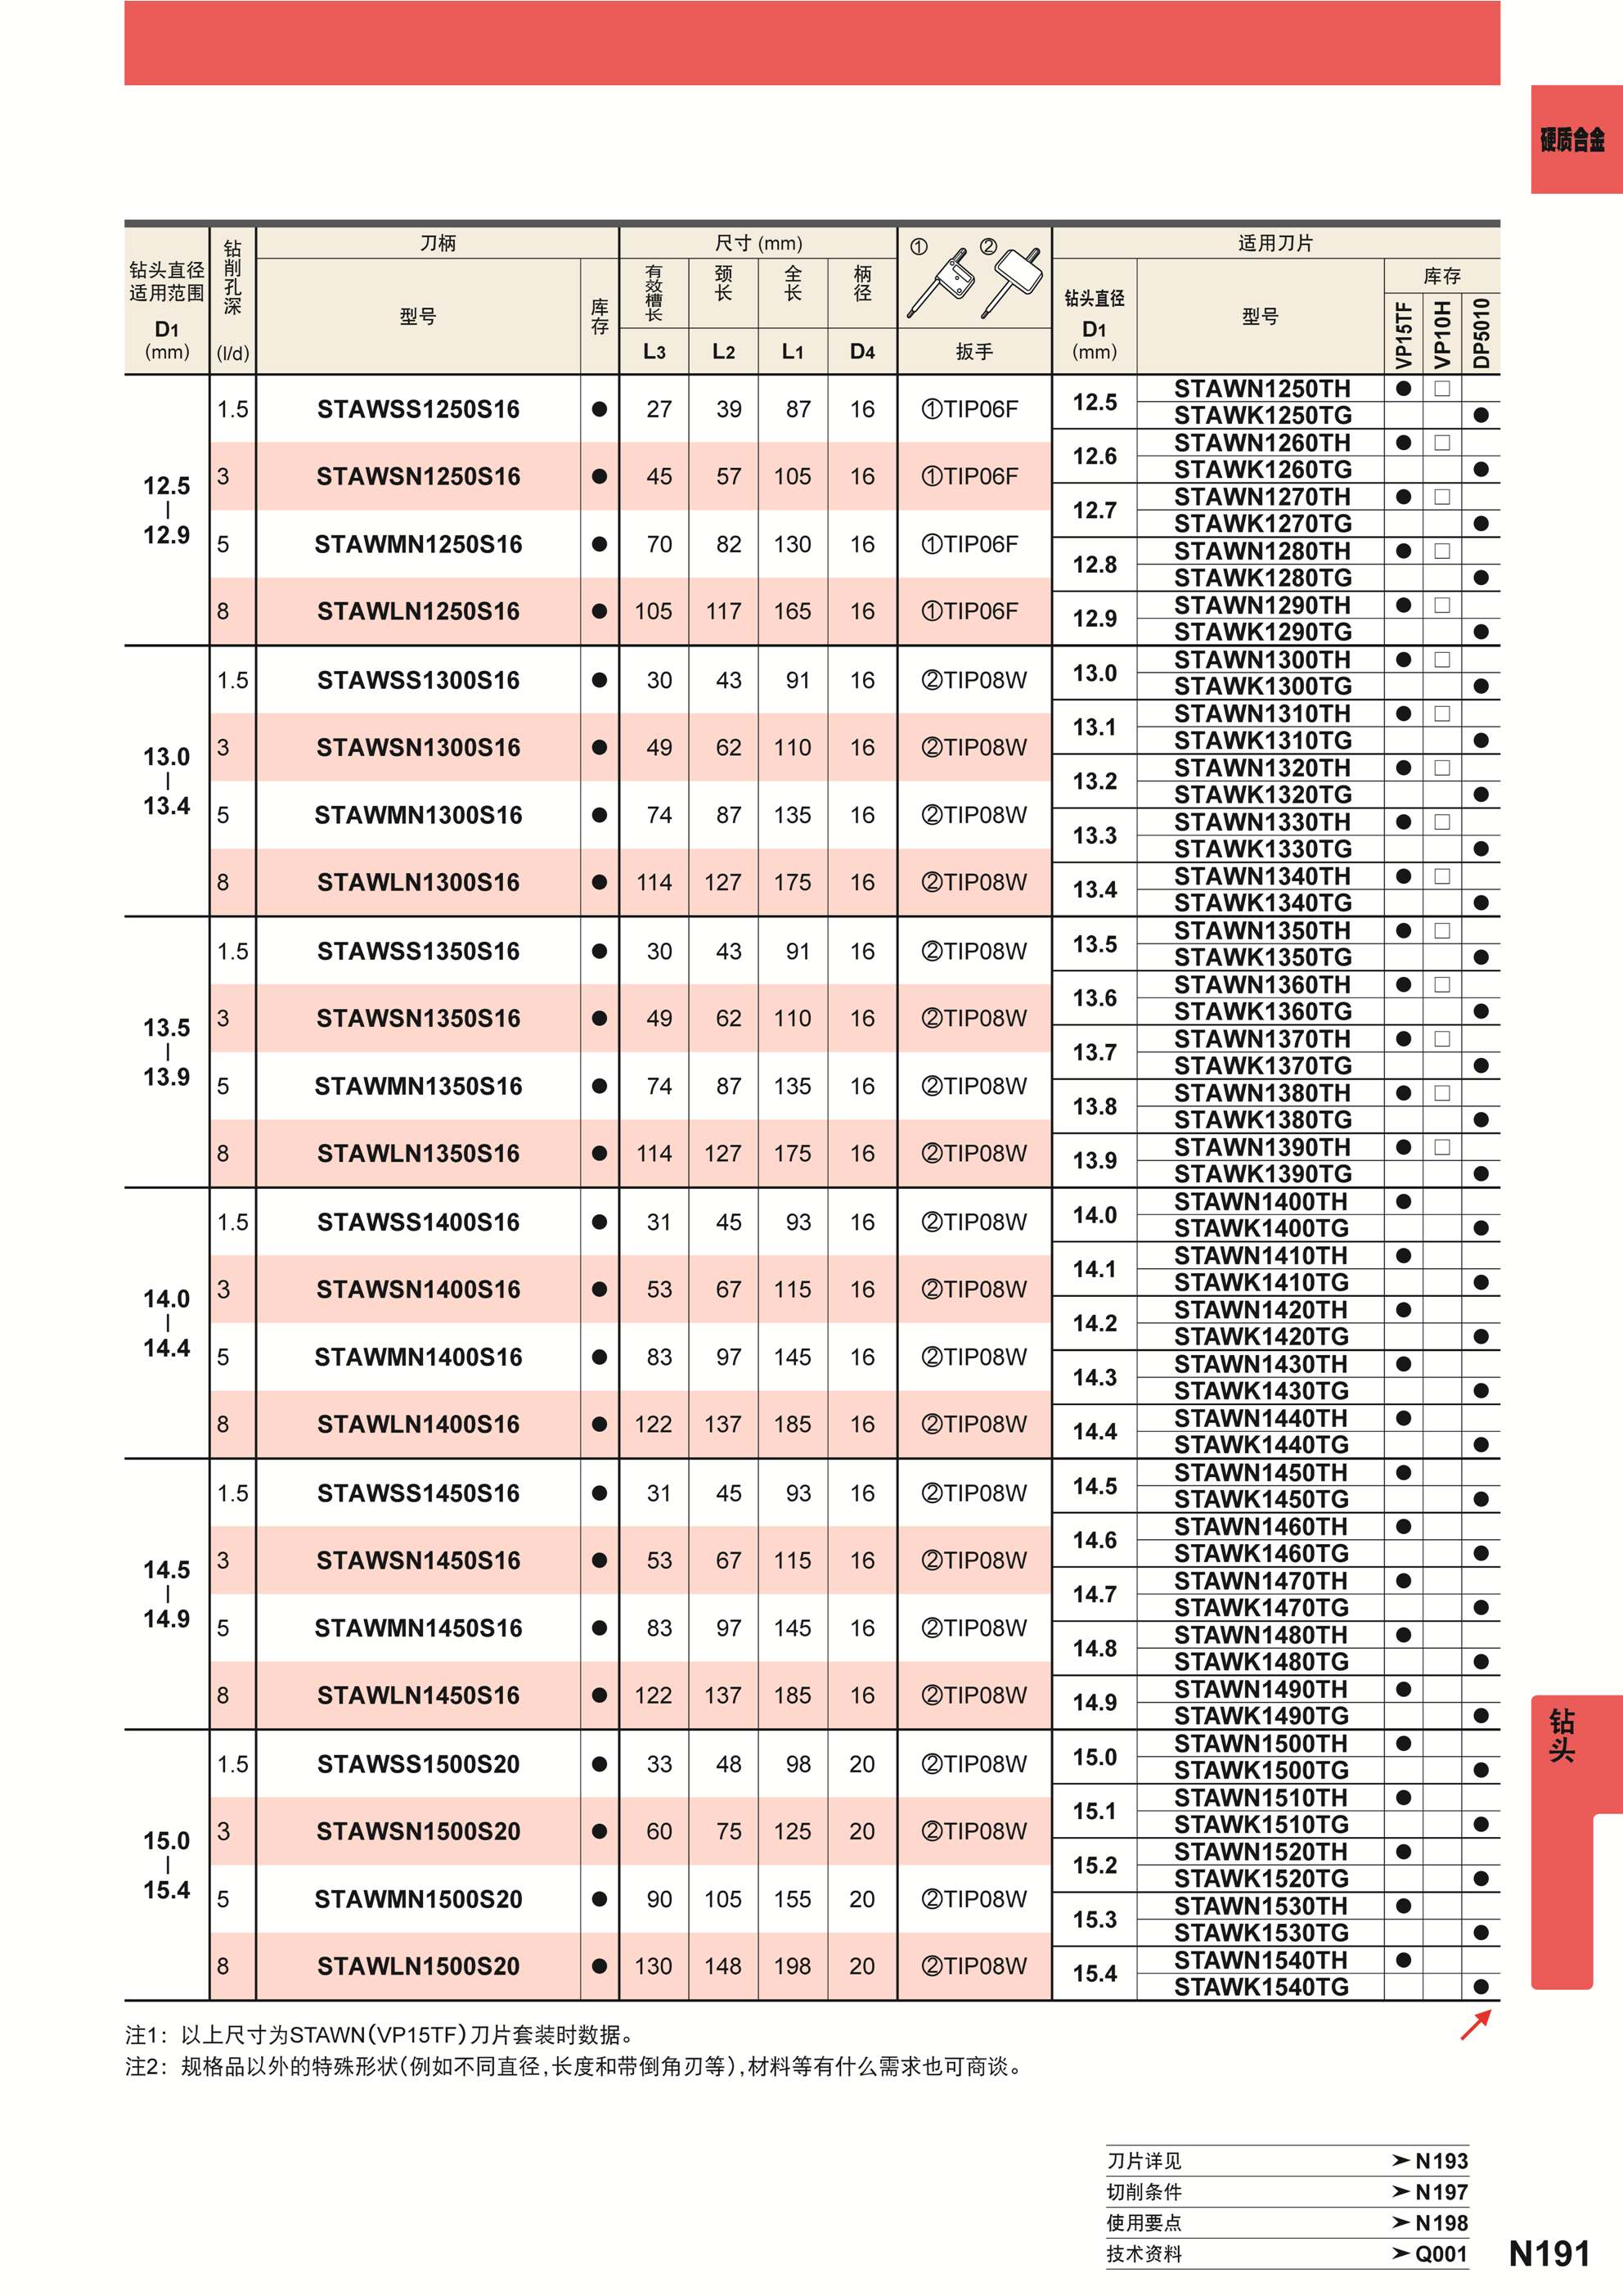 硬质合金
钻头直径适用范围 D1 (mm) 钻削孔深 (l/d) 刀柄 尺寸 (mm) ① ② 适用刀片
型号 库存 有效槽长 颈长 全长 柄径 钻头直径 D1 (mm) 型号 库存
L3 L2 L1 D4 扳手 VP15TF VP10H DP5010
12.5 | 12.9
1.5 STAWSS1250S16 ● 27 39 87 16 ①TIP06F
3 STAWSN1250S16 ● 45 57 105 16 ①TIP06F
5 STAWMN1250S16 ● 70 82 130 16 ①TIP06F
8 STAWLN1250S16 ● 105 117 165 16 ①TIP06F
12.5 STAWN1250TH ● □
STAWK1250TG ●
12.6 STAWN1260TH ● □
STAWK1260TG ●
12.7 STAWN1270TH ● □
STAWK1270TG ●
12.8 STAWN1280TH ● □
STAWK1280TG ●
12.9 STAWN1290TH ● □
STAWK1290TG ●
13.0 | 13.4
1.5 STAWSS1300S16 ● 30 43 91 16 ②TIP08W
3 STAWSN1300S16 ● 49 62 110 16 ②TIP08W
5 STAWMN1300S16 ● 74 87 135 16 ②TIP08W
8 STAWLN1300S16 ● 114 127 175 16 ②TIP08W
13.0 STAWN1300TH ● □
STAWK1300TG ●
13.1 STAWN1310TH ● □
STAWK1310TG ●
13.2 STAWN1320TH ● □
STAWK1320TG ●
13.3 STAWN1330TH ● □
STAWK1330TG ●
13.4 STAWN1340TH ● □
STAWK1340TG ●
13.5 | 13.9
1.5 STAWSS1350S16 ● 30 43 91 16 ②TIP08W
3 STAWSN1350S16 ● 49 62 110 16 ②TIP08W
5 STAWMN1350S16 ● 74 87 135 16 ②TIP08W
8 STAWLN1350S16 ● 114 127 175 16 ②TIP08W
13.5 STAWN1350TH ● □
STAWK1350TG ●
13.6 STAWN1360TH ● □
STAWK1360TG ●
13.7 STAWN1370TH ● □
STAWK1370TG ●
13.8 STAWN1380TH ● □
STAWK1380TG ●
13.9 STAWN1390TH ● □
STAWK1390TG ●
14.0 | 14.4
1.5 STAWSS1400S16 ● 31 45 93 16 ②TIP08W
3 STAWSN1400S16 ● 53 67 115 16 ②TIP08W
5 STAWMN1400S16 ● 83 97 145 16 ②TIP08W
8 STAWLN1400S16 ● 122 137 185 16 ②TIP08W
14.0 STAWN1400TH ●
STAWK1400TG ●
14.1 STAWN1410TH ●
STAWK1410TG ●
14.2 STAWN1420TH ●
STAWK1420TG ●
14.3 STAWN1430TH ●
STAWK1430TG ●
14.4 STAWN1440TH ●
STAWK1440TG ●
14.5 | 14.9
1.5 STAWSS1450S16 ● 31 45 93 16 ②TIP08W
3 STAWSN1450S16 ● 53 67 115 16 ②TIP08W
5 STAWMN1450S16 ● 83 97 145 16 ②TIP08W
8 STAWLN1450S16 ● 122 137 185 16 ②TIP08W
14.5 STAWN1450TH ●
STAWK1450TG ●
14.6 STAWN1460TH ●
STAWK1460TG ●
14.7 STAWN1470TH ●
STAWK1470TG ●
14.8 STAWN1480TH ●
STAWK1480TG ●
14.9 STAWN1490TH ●
STAWK1490TG ●
15.0 | 15.4
1.5 STAWSS1500S20 ● 33 48 98 20 ②TIP08W
3 STAWSN1500S20 ● 60 75 125 20 ②TIP08W
5 STAWMN1500S20 ● 90 105 155 20 ②TIP08W
8 STAWLN1500S20 ● 130 148 198 20 ②TIP08W
15.0 STAWN1500TH ●
STAWK1500TG ●
15.1 STAWN1510TH ●
STAWK1510TG ●
15.2 STAWN1520TH ●
STAWK1520TG ●
15.3 STAWN1530TH ●
STAWK1530TG ●
15.4 STAWN1540TH ●
STAWK1540TG ●
钻头
注1：以上尺寸为STAWN(VP15TF)刀片套装时数据。
注2：规格品以外的特殊形状(例如不同直径,长度和带倒角刃等),材料等有什么需求也可商谈。
刀片详见 ➤ N193
切削条件 ➤ N197
使用要点 ➤ N198
技术资料 ➤ Q001
N191